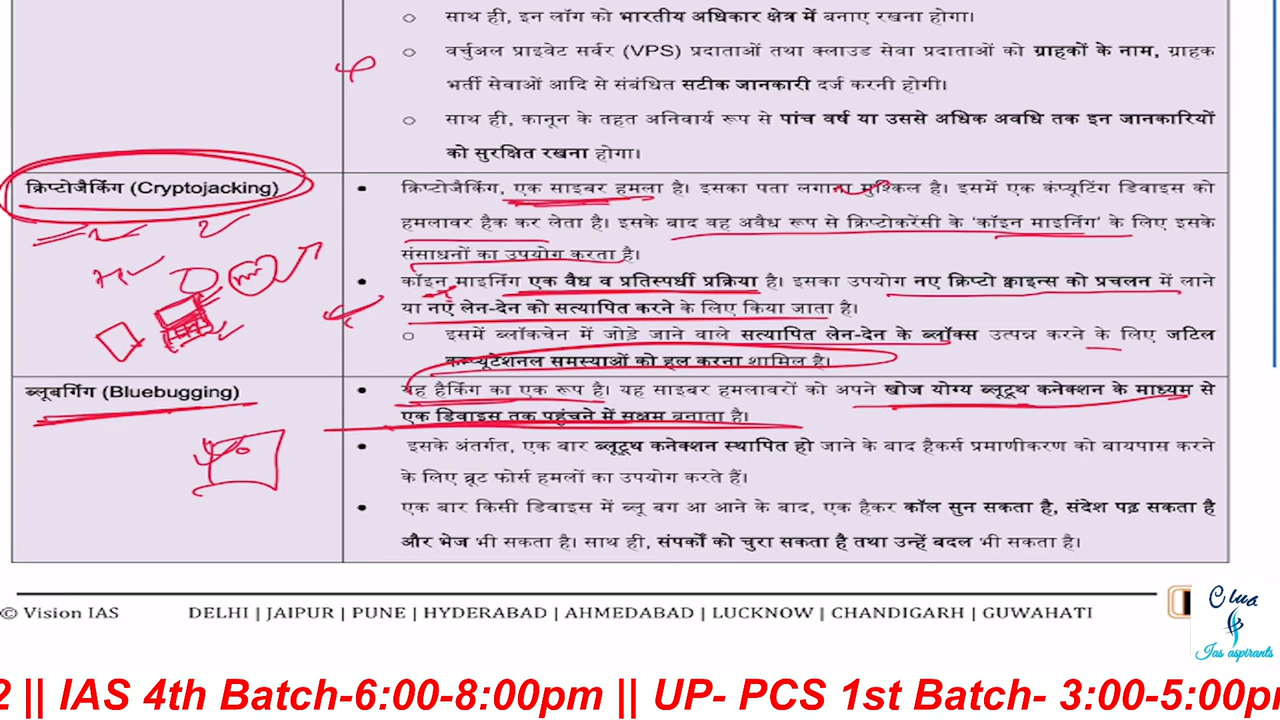 ○ साथ ही, इन लॉग को भारतीय अधिकार क्षेत्र में बनाए रखना होगा।
○ वर्चुअल प्राइवेट सर्वर (VPS) प्रदाताओं तथा क्लाउड सेवा प्रदाताओं को ग्राहकों के नाम, ग्राहक
भर्ती सेवाओं आदि से संबंधित सटीक जानकारी दर्ज करनी होगी।
○ साथ ही, कानून के तहत अनिवार्य रूप से पांच वर्ष या उससे अधिक अवधि तक इन जानकारियों
को सुरक्षित रखना होगा।
क्रिप्टोजैकिंग (Cryptojacking)
• क्रिप्टोजैकिंग, एक साइबर हमला है। इसका पता लगाना मुश्किल है। इसमें एक कंप्यूटिंग डिवाइस को
हमलावर हैक कर लेता है। इसके बाद वह अवैध रूप से क्रिप्टोकरेंसी के 'कॉइन माइनिंग' के लिए इसके
संसाधनों का उपयोग करता है।
• कॉइन माइनिंग एक वैध व प्रतिस्पर्धी प्रक्रिया है। इसका उपयोग नए क्रिप्टो क्वाइन्स को प्रचलन में लाने
या नए लेन-देन को सत्यापित करने के लिए किया जाता है।
○ इसमें ब्लॉकचेन में जोड़े जाने वाले सत्यापित लेन-देन के ब्लॉक्स उत्पन्न करने के लिए जटिल
कम्प्यूटेशनल समस्याओं को हल करना शामिल है।
ब्लूबगिंग (Bluebugging)
• यह हैकिंग का एक रूप है। यह साइबर हमलावरों को अपने खोज योग्य ब्लूटूथ कनेक्शन के माध्यम से
एक डिवाइस तक पहुंचने में सक्षम बनाता है।
• इसके अंतर्गत, एक बार ब्लूटूथ कनेक्शन स्थापित हो जाने के बाद हैकर्स प्रमाणीकरण को बायपास करने
के लिए ब्रूट फोर्स हमलों का उपयोग करते हैं।
• एक बार किसी डिवाइस में ब्लू बग आ आने के बाद, एक हैकर कॉल सुन सकता है, संदेश पढ़ सकता है
और भेज भी सकता है। साथ ही, संपर्कों को चुरा सकता है तथा उन्हें बदल भी सकता है।
© Vision IAS
DELHI | JAIPUR | PUNE | HYDERABAD | AHMEDABAD | LUCKNOW | CHANDIGARH | GUWAHATI
Ias aspirants
2 || IAS 4th Batch-6:00-8:00pm || UP- PCS 1st Batch- 3:00-5:00pm